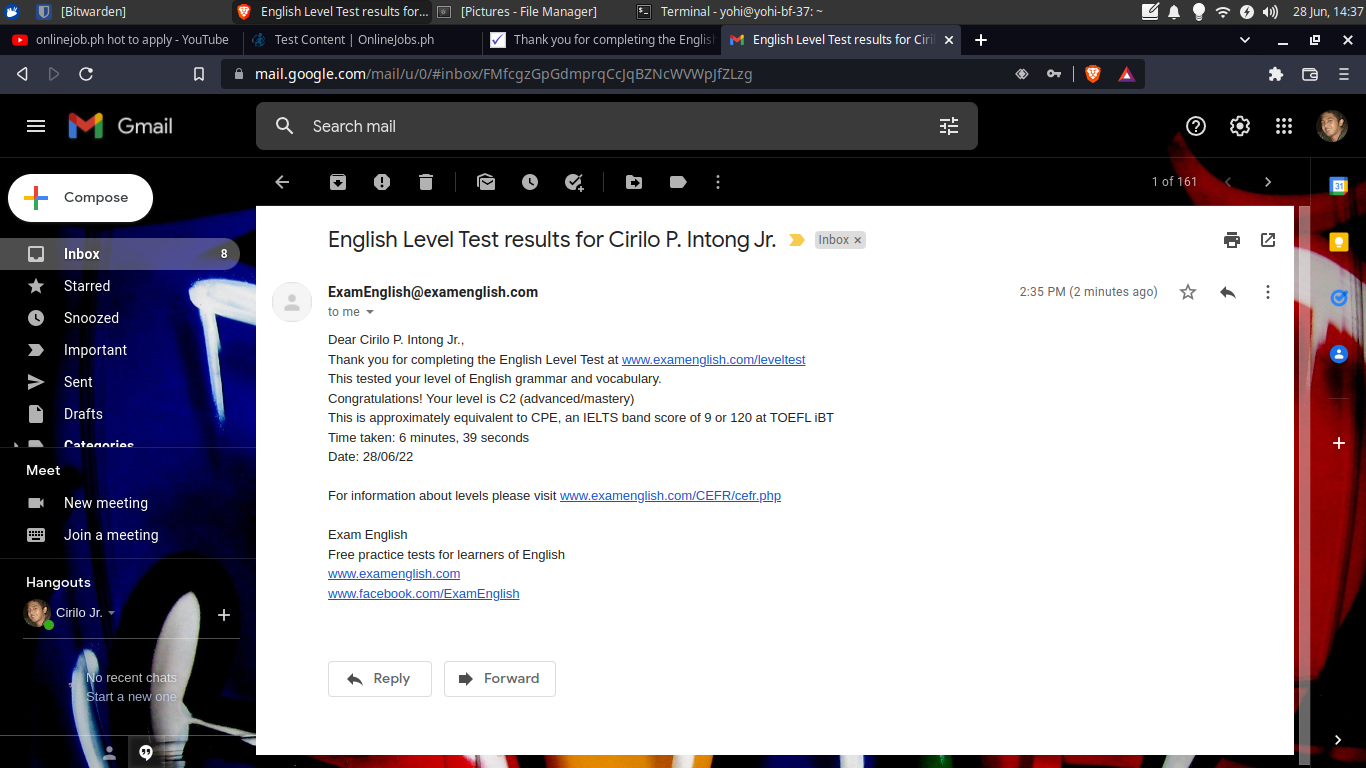 [Bitwarden]
English Level Test results for...
[Pictures - File Manager]
Terminal - yohi@yohi-bf-37: ~
28 Jun, 14:37
onlinejob.ph hot to apply - YouTube
Test Content | OnlineJobs.ph
Thank you for completing the English
English Level Test results for Ciril
mail.google.com/mail/u/0/#inbox/FMfcgzGpGdmprqCcJqBZNcWVWpJfZLzg
Gmail
Search mail
Compose
1 of 161
Inbox 8
Starred
Snoozed
Important
Sent
Drafts
Categories
Meet
New meeting
Join a meeting
Hangouts
Cirilo Jr.
No recent chats
Start a new one
English Level Test results for Cirilo P. Intong Jr.
Inbox ×
ExamEnglish@examenglish.com
2:35 PM (2 minutes ago)
to me
Dear Cirilo P. Intong Jr.,
Thank you for completing the English Level Test at www.examenglish.com/leveltest
This tested your level of English grammar and vocabulary.
Congratulations! Your level is C2 (advanced/mastery)
This is approximately equivalent to CPE, an IELTS band score of 9 or 120 at TOEFL iBT
Time taken: 6 minutes, 39 seconds
Date: 28/06/22
For information about levels please visit www.examenglish.com/CEFR/cefr.php
Exam English
Free practice tests for learners of English
www.examenglish.com
www.facebook.com/ExamEnglish
Reply
Forward
31